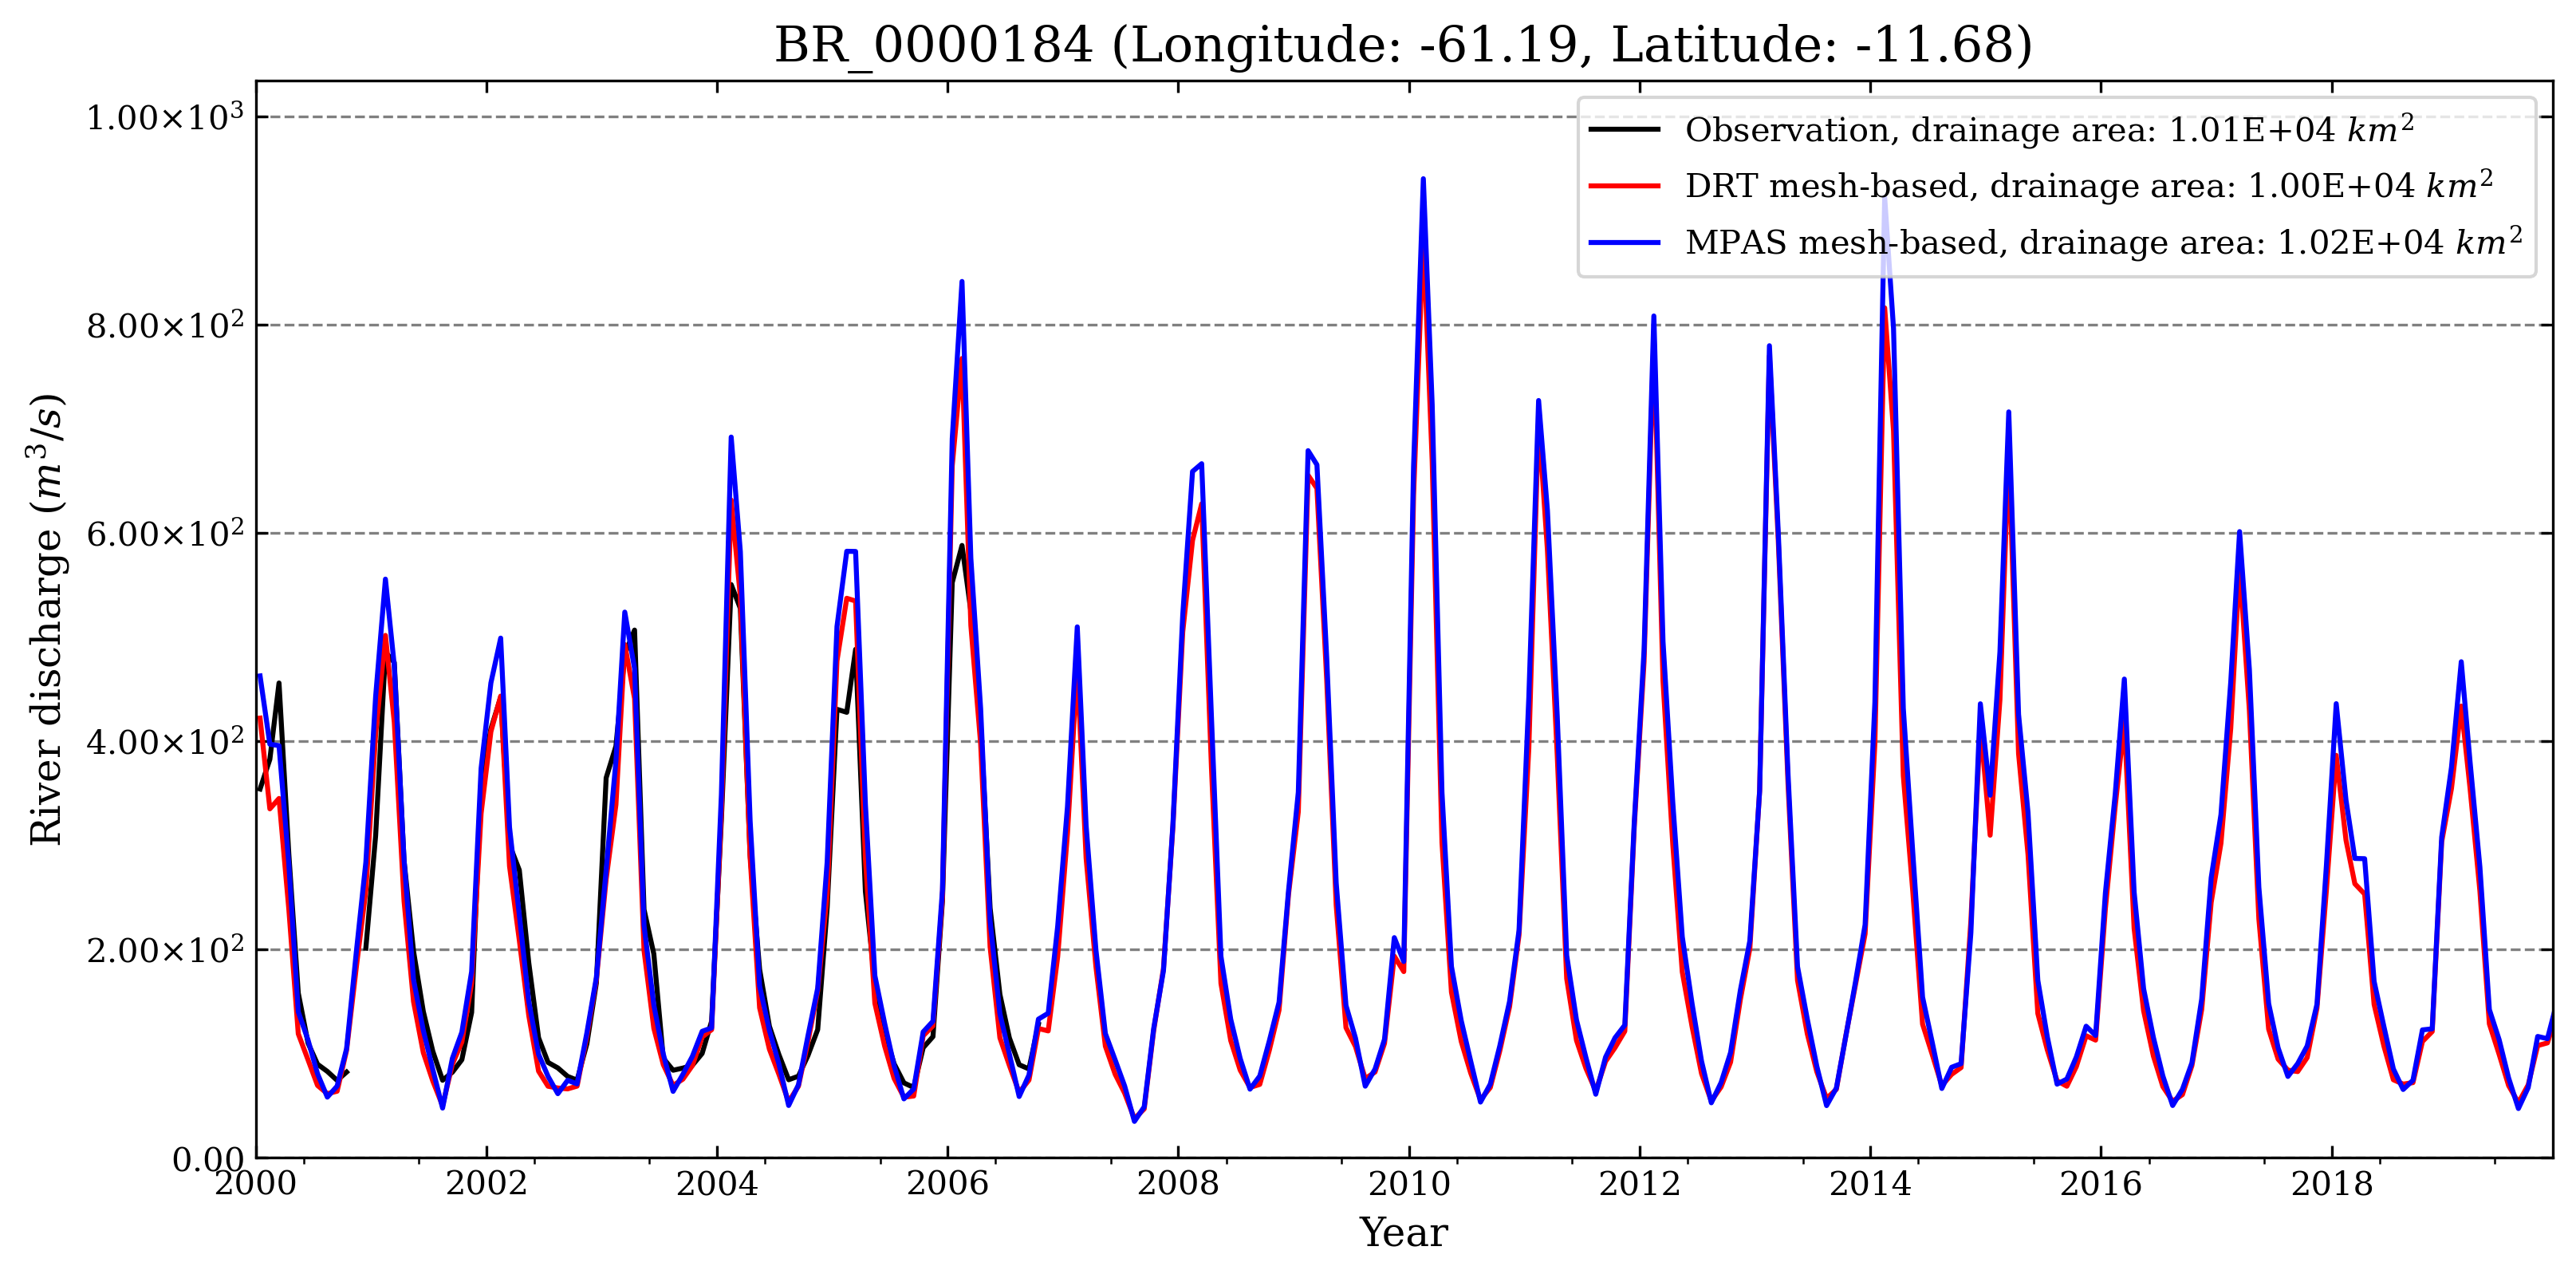 BR_0000184 (Longitude: -61.19, Latitude: -11.68)
Observation, drainage area: 1.01E+04 km²
DRT mesh-based, drainage area: 1.00E+04 km²
MPAS mesh-based, drainage area: 1.02E+04 km²
River discharge (m³/s)
1.00×10³
8.00×10²
6.00×10²
4.00×10²
2.00×10²
0.00
2000 2002 2004 2006 2008 2010 2012 2014 2016 2018
Year